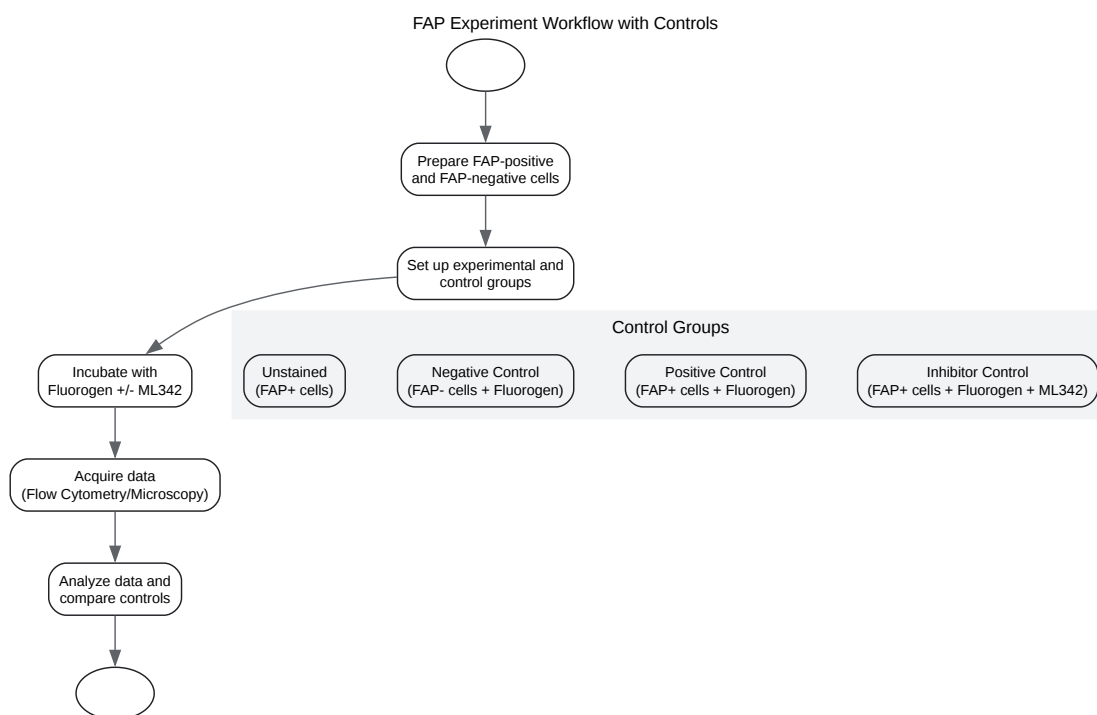 FAP Experiment Workflow with Controls
Prepare FAP-positive
and FAP-negative cells
Set up experimental and
control groups
Control Groups
Incubate with
Fluorogen +/- ML342
Unstained
(FAP+ cells)
Negative Control
(FAP- cells + Fluorogen)
Positive Control
(FAP+ cells + Fluorogen)
Inhibitor Control
(FAP+ cells + Fluorogen + ML342)
Acquire data
(Flow Cytometry/Microscopy)
Analyze data and
compare controls